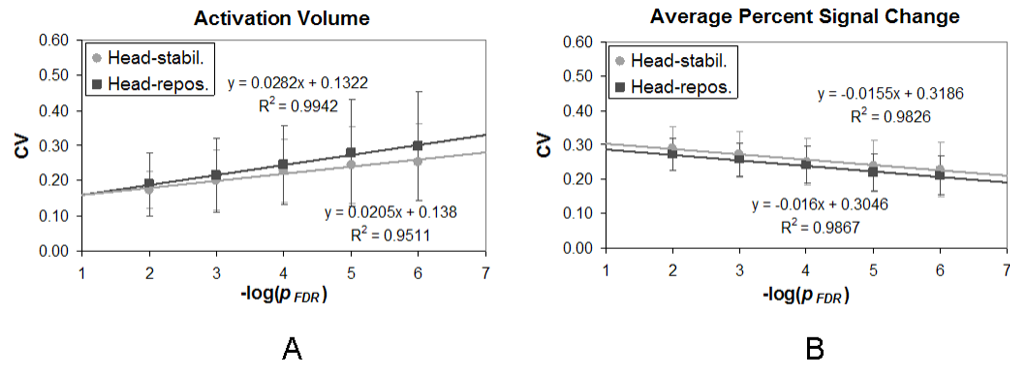 Activation Volume
0.60
0.50
0.40
0.30
0.20
0.10
0.00
CV
Head-stabil.
Head-repos.
y = 0.0282x + 0.1322
R² = 0.9942
y = 0.0205x + 0.138
R² = 0.9511
1 2 3 4 5 6 7
-log(p FDR)
A
Average Percent Signal Change
0.60
0.50
0.40
0.30
0.20
0.10
0.00
CV
Head-stabil.
Head-repos.
y = -0.0155x + 0.3186
R² = 0.9826
y = -0.016x + 0.3046
R² = 0.9867
1 2 3 4 5 6 7
-log(p FDR)
B